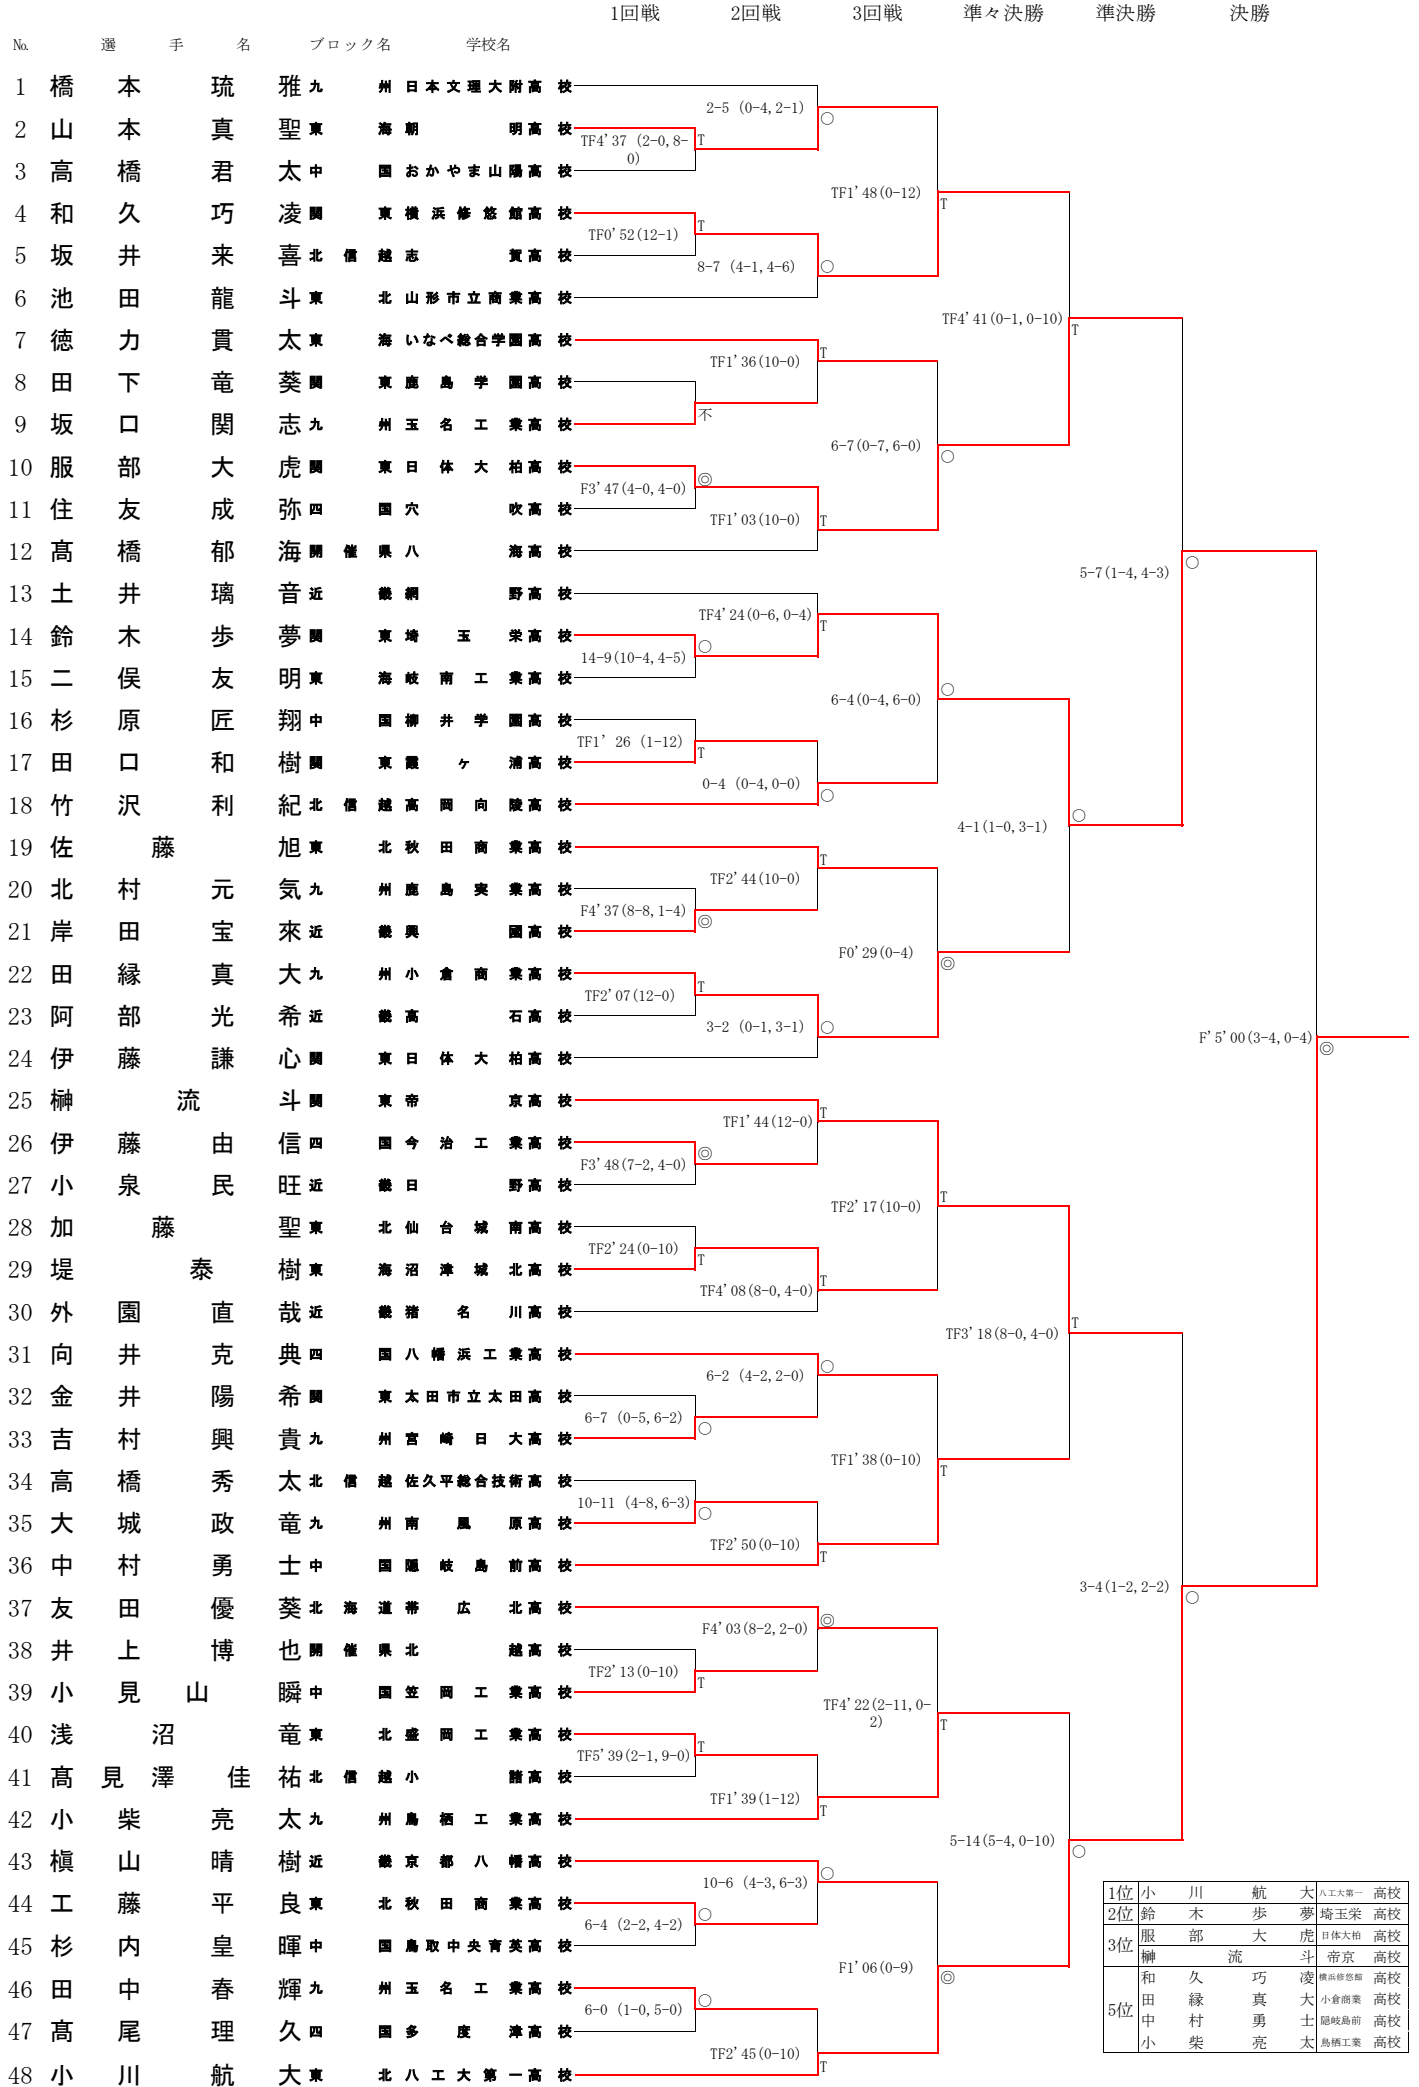 1回戦 2回戦 3回戦 準々決勝 準決勝 決勝
№ 選手名 ブロック名 学校名
1 橋本琉雅 九州 日本文理大附高校
2-5 (0-4,2-1) ○
2 山本真聖 東海 朝明高校
TF4'37 (2-0,8-0) T
3 高橋君太 中国 おかやま山陽高校
TF1'48(0-12) T
4 和久巧凌 関東 横浜修悠館高校
TF0'52(12-1) T
5 坂井来喜 北信越 志賀高校
8-7 (4-1,4-6) ○
6 池田龍斗 東北 山形市立商業高校
TF4'41(0-1,0-10) T
7 徳力貫太 東海 いなべ総合学園高校
TF1'36(10-0) T
8 田下竜葵 関東 鹿島学園高校
不
9 坂口関志 九州 玉名工業高校
6-7(0-7,6-0) ○
10 服部大虎 関東 日体大柏高校
F3'47(4-0,4-0) ◎
11 住友成弥 四国 穴吹高校
TF1'03(10-0) T
12 髙橋郁海 開催県 八海高校
5-7(1-4,4-3) ○
13 土井璃音 近畿 網野高校
TF4'24(0-6,0-4) T
14 鈴木歩夢 関東 埼玉栄高校
14-9(10-4,4-5) ○
15 二俣友明 東海 岐南工業高校
6-4(0-4,6-0) ○
16 杉原匠翔 中国 柳井学園高校
TF1'26 (1-12) T
17 田口和樹 関東 霞ヶ浦高校
0-4 (0-4,0-0) ○
18 竹沢利紀 北信越 高岡向陵高校
4-1(1-0,3-1) ○
19 佐藤旭 東北 秋田商業高校
TF2'44(10-0) T
20 北村元気 九州 鹿島実業高校
F4'37(8-8,1-4) ◎
21 岸田宝來 近畿 興國高校
F0'29(0-4) ◎
22 田縁真大 九州 小倉商業高校
TF2'07(12-0) T
23 阿部光希 近畿 高石高校
3-2 (0-1,3-1) ○
24 伊藤謙心 関東 日体大柏高校
F'5'00(3-4,0-4) ◎
25 榊流斗 関東 帝京高校
TF1'44(12-0) T
26 伊藤由信 四国 今治工業高校
F3'48(7-2,4-0) ◎
27 小泉民旺 近畿 日野高校
TF2'17(10-0) T
28 加藤聖 東北 仙台城南高校
TF2'24(0-10) T
29 堤泰樹 東海 沼津城北高校
TF4'08(8-0,4-0) T
30 外園直哉 近畿 猪名川高校
TF3'18(8-0,4-0) T
31 向井克典 四国 八幡浜工業高校
6-2 (4-2,2-0) ○
32 金井陽希 関東 太田市立太田高校
6-7 (0-5,6-2) ○
33 吉村興貴 九州 宮崎日大高校
TF1'38(0-10) T
34 高橋秀太 北信越 佐久平総合技術高校
10-11 (4-8,6-3) ○
35 大城政竜 九州 南風原高校
TF2'50(0-10) T
36 中村勇士 中国 隠岐島前高校
3-4(1-2,2-2) ○
37 友田優葵 北海道 帯広北高校
F4'03(8-2,2-0) ◎
38 井上博也 開催県 北越高校
TF2'13(0-10) T
39 小見山瞬 中国 笠岡工業高校
TF4'22(2-11,0-2) T
40 浅沼竜 東北 盛岡工業高校
TF5'39(2-1,9-0) T
41 髙見澤佳祐 北信越 小諸高校
TF1'39(1-12) T
42 小柴亮太 九州 鳥栖工業高校
5-14(5-4,0-10) ○
43 槇山晴樹 近畿 京都八幡高校
10-6 (4-3,6-3) ○
44 工藤平良 東北 秋田商業高校
6-4 (2-2,4-2) ○
45 杉内皇暉 中国 鳥取中央育英高校
F1'06(0-9) ◎
46 田中春輝 九州 玉名工業高校
6-0 (1-0,5-0) ○
47 髙尾理久 四国 多度津高校
TF2'45(0-10) T
48 小川航大 東北 八工大第一高校
1位 小川航大 八工大第一 高校
2位 鈴木歩夢 埼玉栄 高校
3位 服部大虎 日体大柏 高校
榊流斗 帝京 高校
5位 和久巧凌 横浜修悠館 高校
田縁真大 小倉商業 高校
中村勇士 隠岐島前 高校
小柴亮太 鳥栖工業 高校